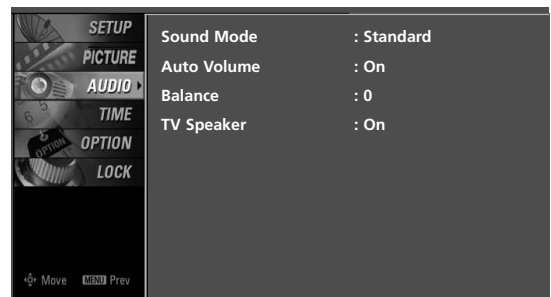 SETUP
PICTURE
AUDIO
TIME
OPTION
LOCK
Sound Mode : Standard
Auto Volume : On
Balance : 0
TV Speaker : On
Move MENU Prev